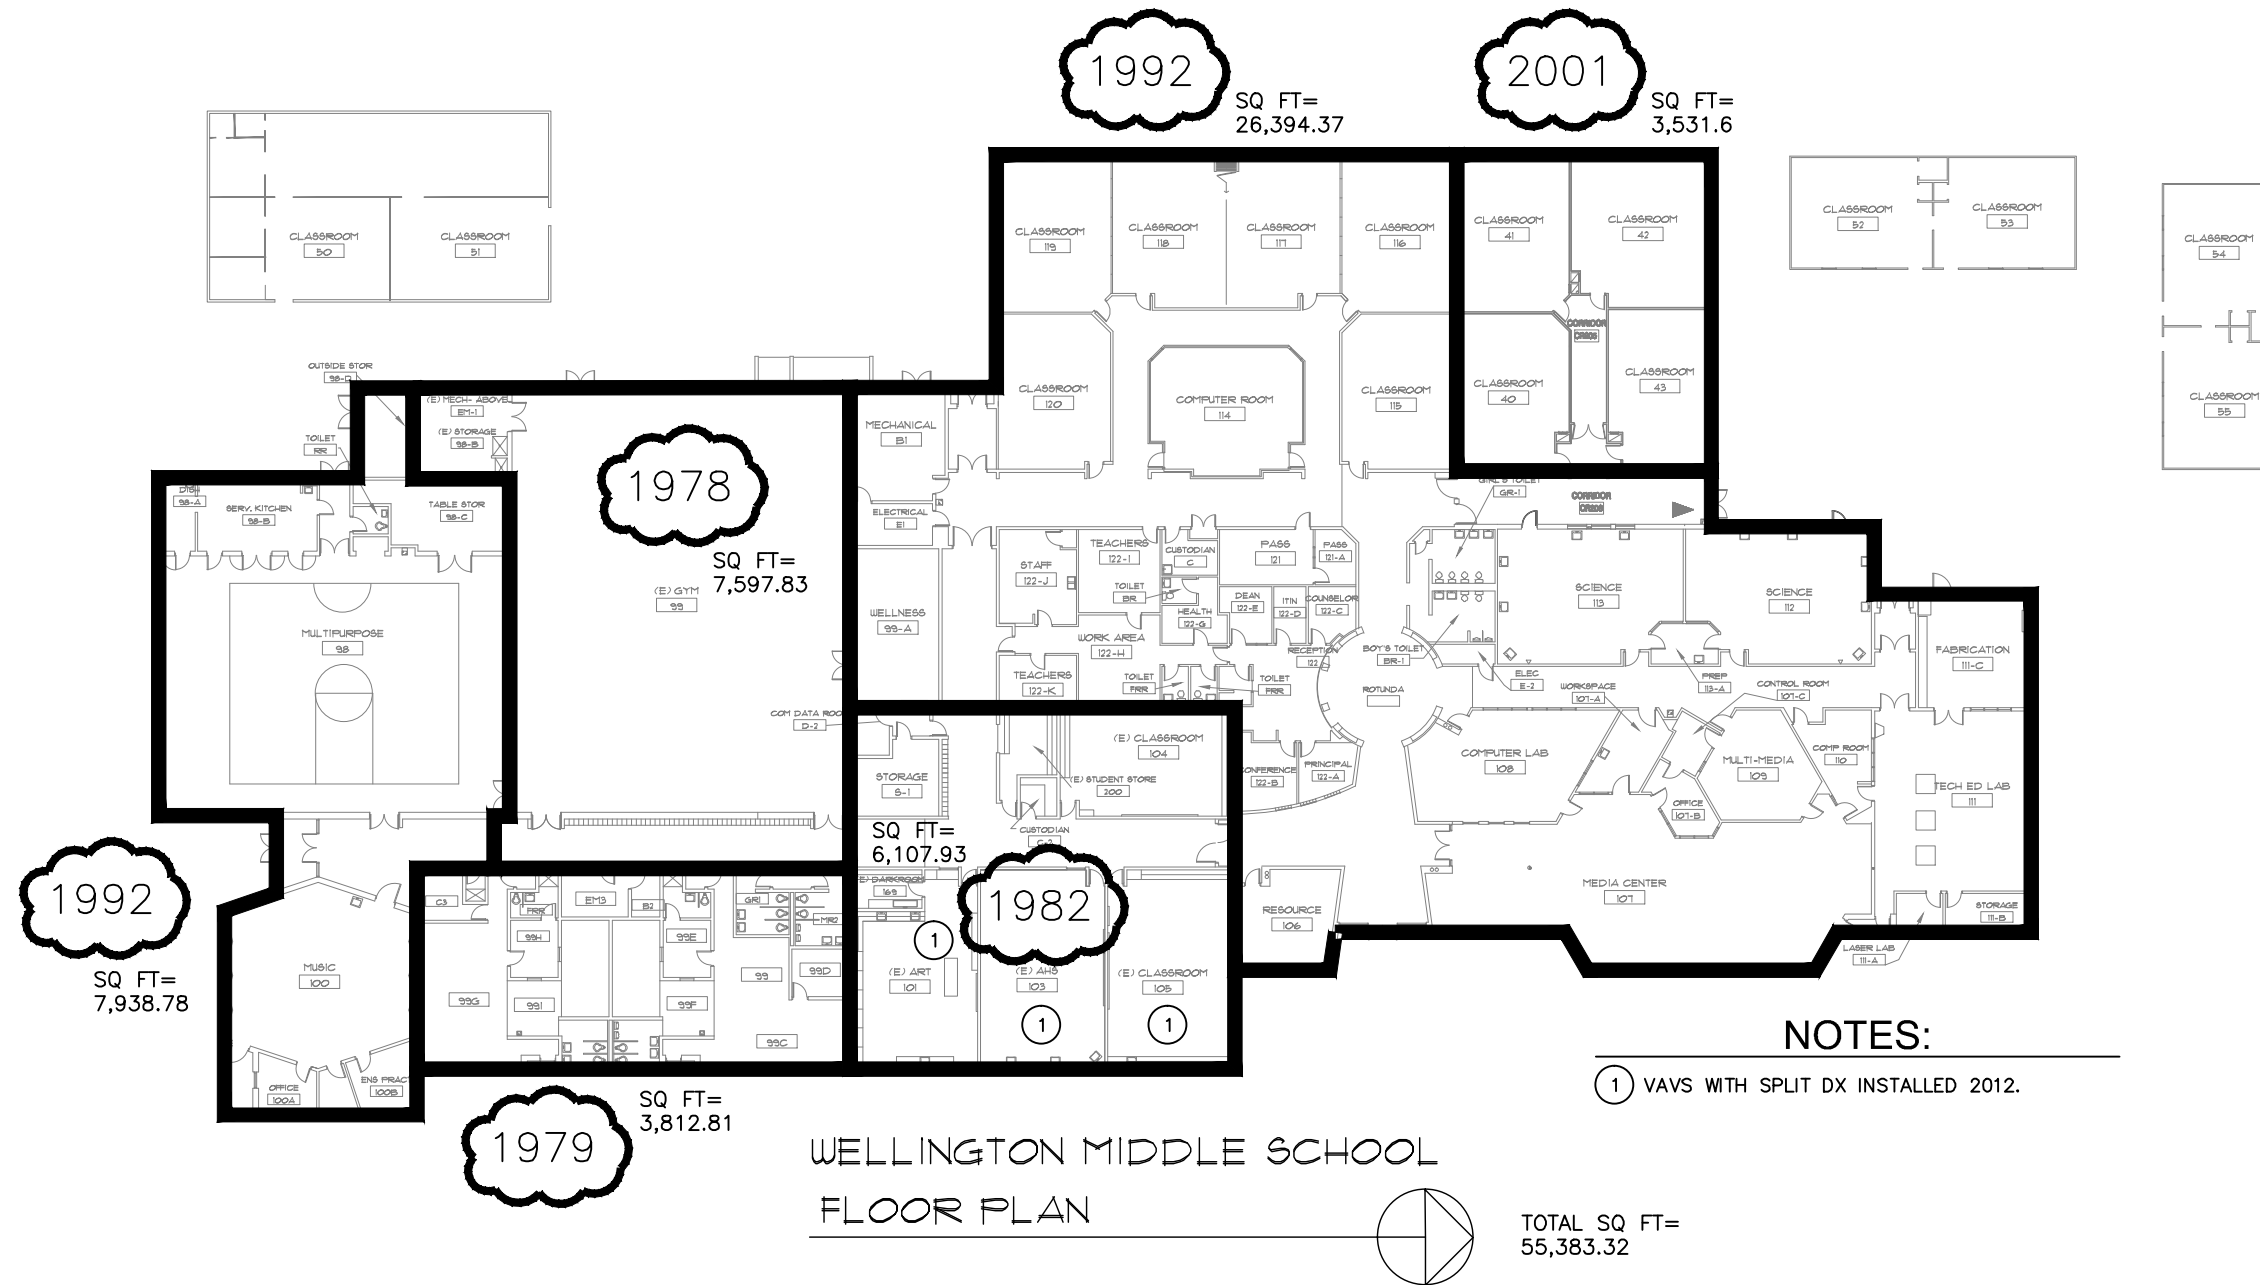 1992
SQ FT=
26,394.37
2001
SQ FT=
3,531.6
CLASSROOM
50
CLASSROOM
51
CLASSROOM
119
CLASSROOM
118
CLASSROOM
117
CLASSROOM
116
CLASSROOM
41
CLASSROOM
42
CLASSROOM
52
CLASSROOM
53
CLASSROOM
54
CLASSROOM
55
CORRIDOR
CLASSROOM
40
CLASSROOM
43
OUTSIDE STOR
98-D
(E) MECH- ABOVE
EM-1
(E) STORAGE
98-B
TOILET
RR
1978
SQ FT=
7,597.83
(E) GYM
99
MECHANICAL
B1
ELECTRICAL
E1
CLASSROOM
120
COMPUTER ROOM
114
CLASSROOM
115
GIRL'S TOILET
GR-1
CORRIDOR
98-A
SERV. KITCHEN
98-B
TABLE STOR
98-C
MULTIPURPOSE
98
WELLNESS
99-A
STAFF
122-J
TEACHERS
122-I
CUSTODIAN
C
TOILET
BR
HEALTH
122-G
PASS
121
PASS
121-A
DEAN
122-E
ITIN
122-D
COUNSELOR
122-C
WORK AREA
122-H
TEACHERS
122-K
TOILET
FRR
TOILET
FRR
RECEPTION
122
ROTUNDA
BOY'S TOILET
BR-1
ELEC
E-2
SCIENCE
113
SCIENCE
112
PREP
113-A
WORKSPACE
107-A
CONTROL ROOM
107-C
FABRICATION
111-C
COM DATA ROO
D-2
STORAGE
S-1
(E) CLASSROOM
104
(E) STUDENT STORE
200
CUSTODIAN
CONFERENCE
122-B
PRINCIPAL
122-A
COMPUTER LAB
108
MULTI-MEDIA
109
OFFICE
107-B
COMP ROOM
110
TECH ED LAB
111
SQ FT=
6,107.93
1982
(E) DARKROOM
169
1
(E) ART
101
(E) AHS
103
1
(E) CLASSROOM
105
1
RESOURCE
106
MEDIA CENTER
107
STORAGE
111-B
LASER LAB
111-A
1992
SQ FT=
7,938.78
MUSIC
100
OFFICE
100A
ENS PRACT
100B
C3
FRR
EM3
B2
GR1
MR2
99H
99E
99D
99
99G
99I
99F
99C
1979
SQ FT=
3,812.81
NOTES:
1 VAVS WITH SPLIT DX INSTALLED 2012.
WELLINGTON MIDDLE SCHOOL
FLOOR PLAN
TOTAL SQ FT=
55,383.32